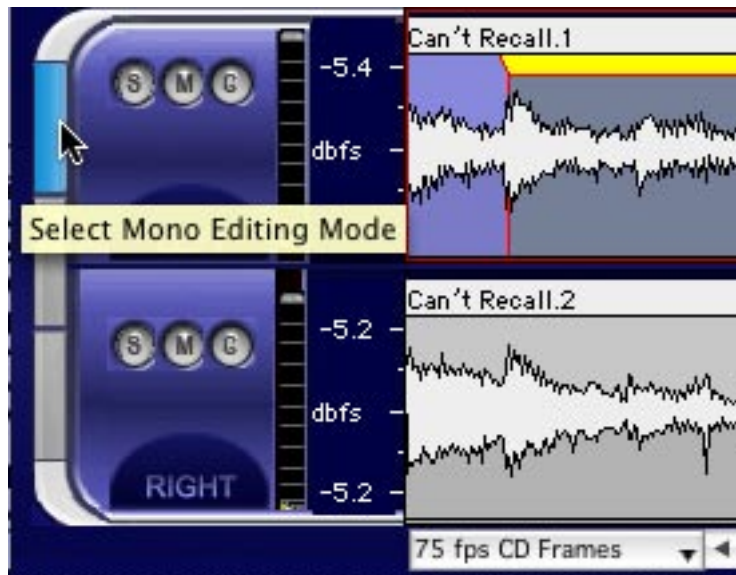 Can't Recall.1
S M G
-5.4
dbfs
Select Mono Editing Mode
Can't Recall.2
S M G
-5.2
dbfs
RIGHT
-5.2
75 fps CD Frames